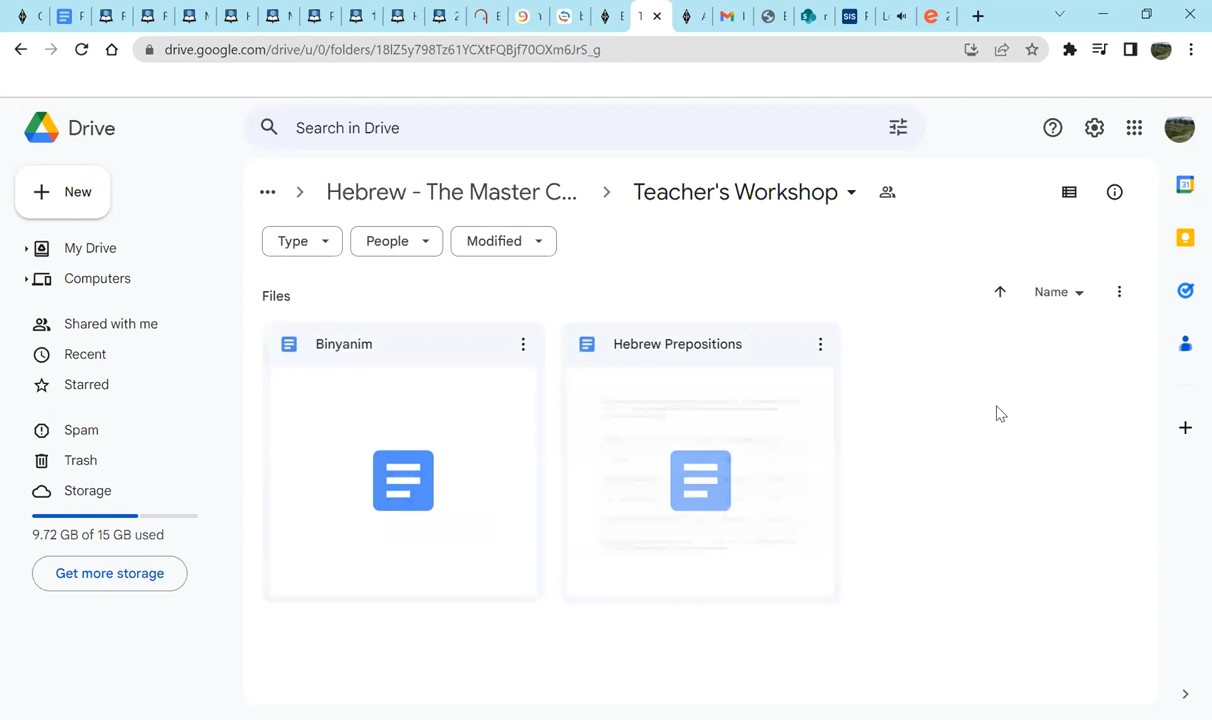 drive.google.com/drive/u/0/folders/18IZ5y798Tz61YCXtFQBjf70OXm6JrS_g
Drive
Search in Drive
New
Hebrew - The Master C...
Teacher's Workshop
Type
People
Modified
My Drive
Computers
Files
Name
Shared with me
Binyanim
Hebrew Prepositions
Recent
Starred
Spam
Trash
Storage
9.72 GB of 15 GB used
Get more storage